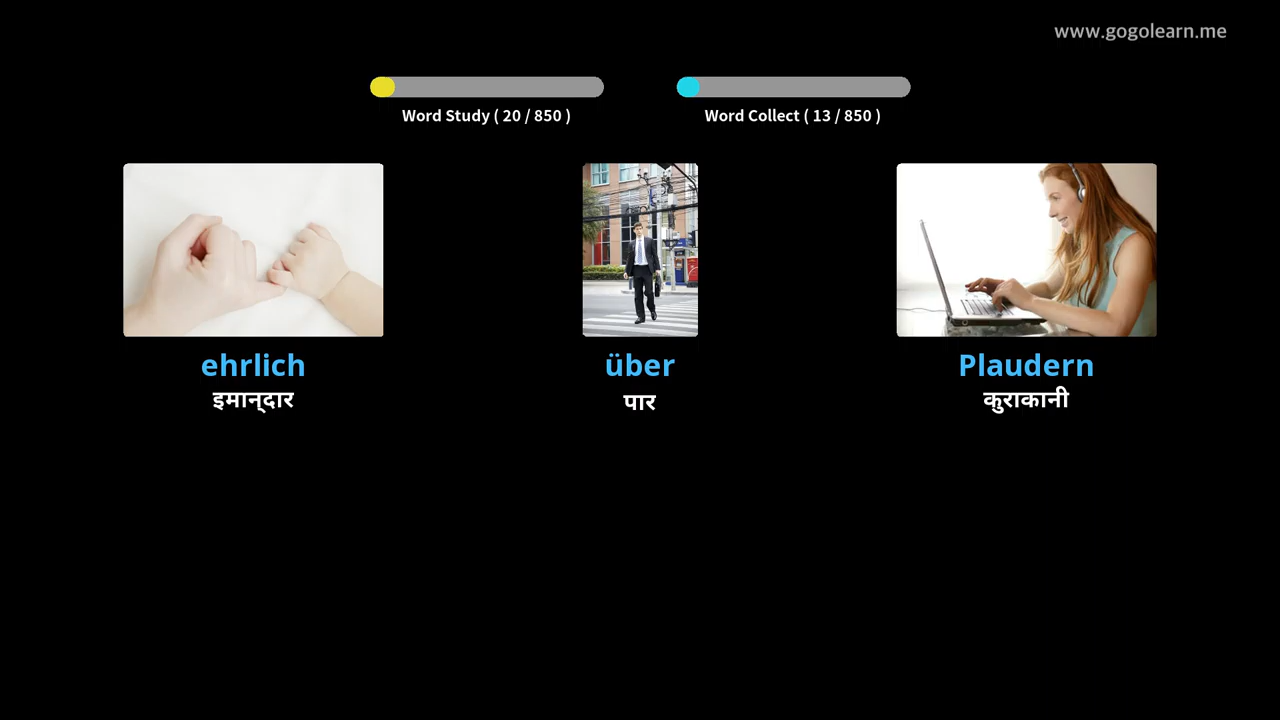 www.gogolearn.me
Word Study ( 20 / 850 )
Word Collect ( 13 / 850 )
ehrlich
über
Plaudern
इमान्‌दार
पार
कुराकानी